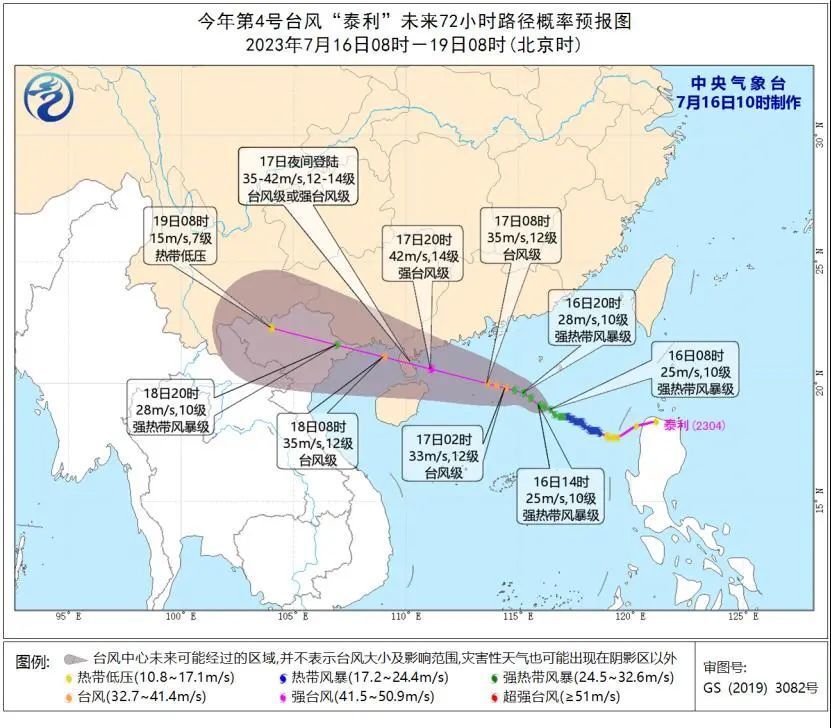 今年第4号台风“泰利”未来72小时路径概率预报图
2023年7月16日08时－19日08时(北京时)
中央气象台
7月16日10时制作
17日夜间登陆
35-42m/s,12-14级
台风级或强台风级
19日08时
15m/s,7级
热带低压
17日20时
42m/s,14级
强台风级
17日08时
35m/s,12级
台风级
16日20时
28m/s,10级
强热带风暴级
16日08时
25m/s,10级
强热带风暴级
18日20时
28m/s,10级
强热带风暴级
18日08时
35m/s,12级
台风级
17日02时
33m/s,12级
台风级
16日14时
25m/s,10级
强热带风暴级
泰利(2304)
30°N
25°N
20°N
15°N
95°E
100°E
105°E
110°E
115°E
120°E
125°E
图例:
台风中心未来可能经过的区域,并不表示台风大小及影响范围,灾害性天气也可能出现在阴影区以外
热带低压(10.8~17.1m/s)
热带风暴(17.2~24.4m/s)
强热带风暴(24.5~32.6m/s)
台风(32.7~41.4m/s)
强台风(41.5~50.9m/s)
超强台风(≥51m/s)
审图号:
GS (2019) 3082号